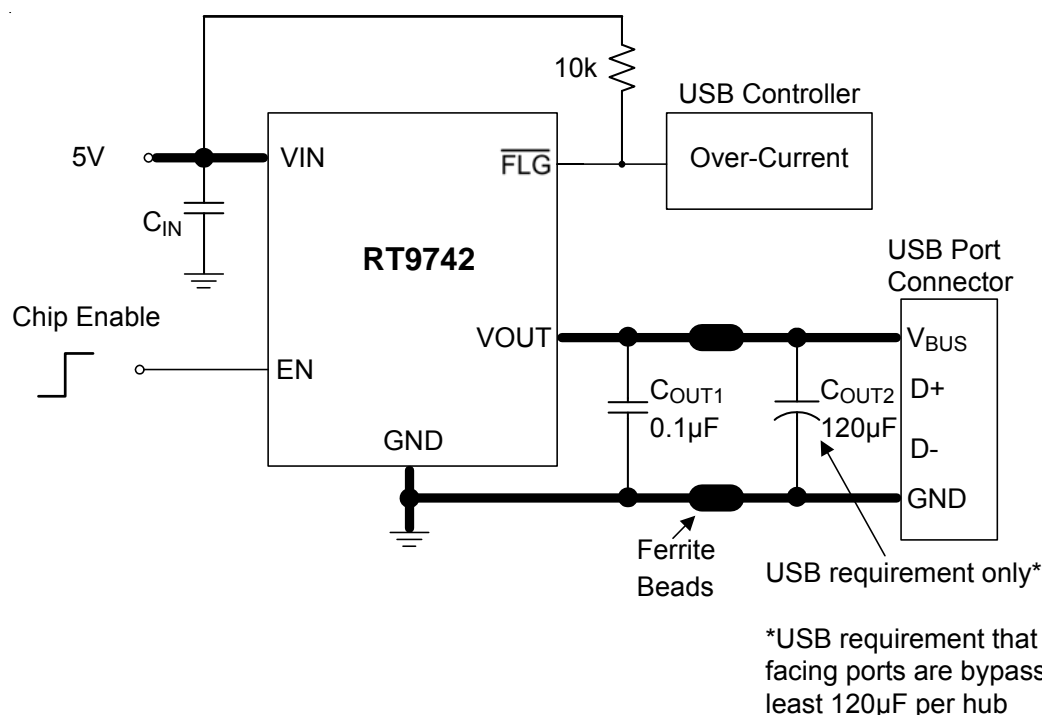 10k
USB Controller
5V
VIN
FLG
Over-Current
CIN
RT9742
USB Port
Connector
Chip Enable
VOUT
VBUS
EN
COUT1
0.1µF
COUT2
120µF
D+
GND
D-
GND
Ferrite
Beads
USB requirement only*
*USB requirement that
facing ports are bypass
least 120µF per hub